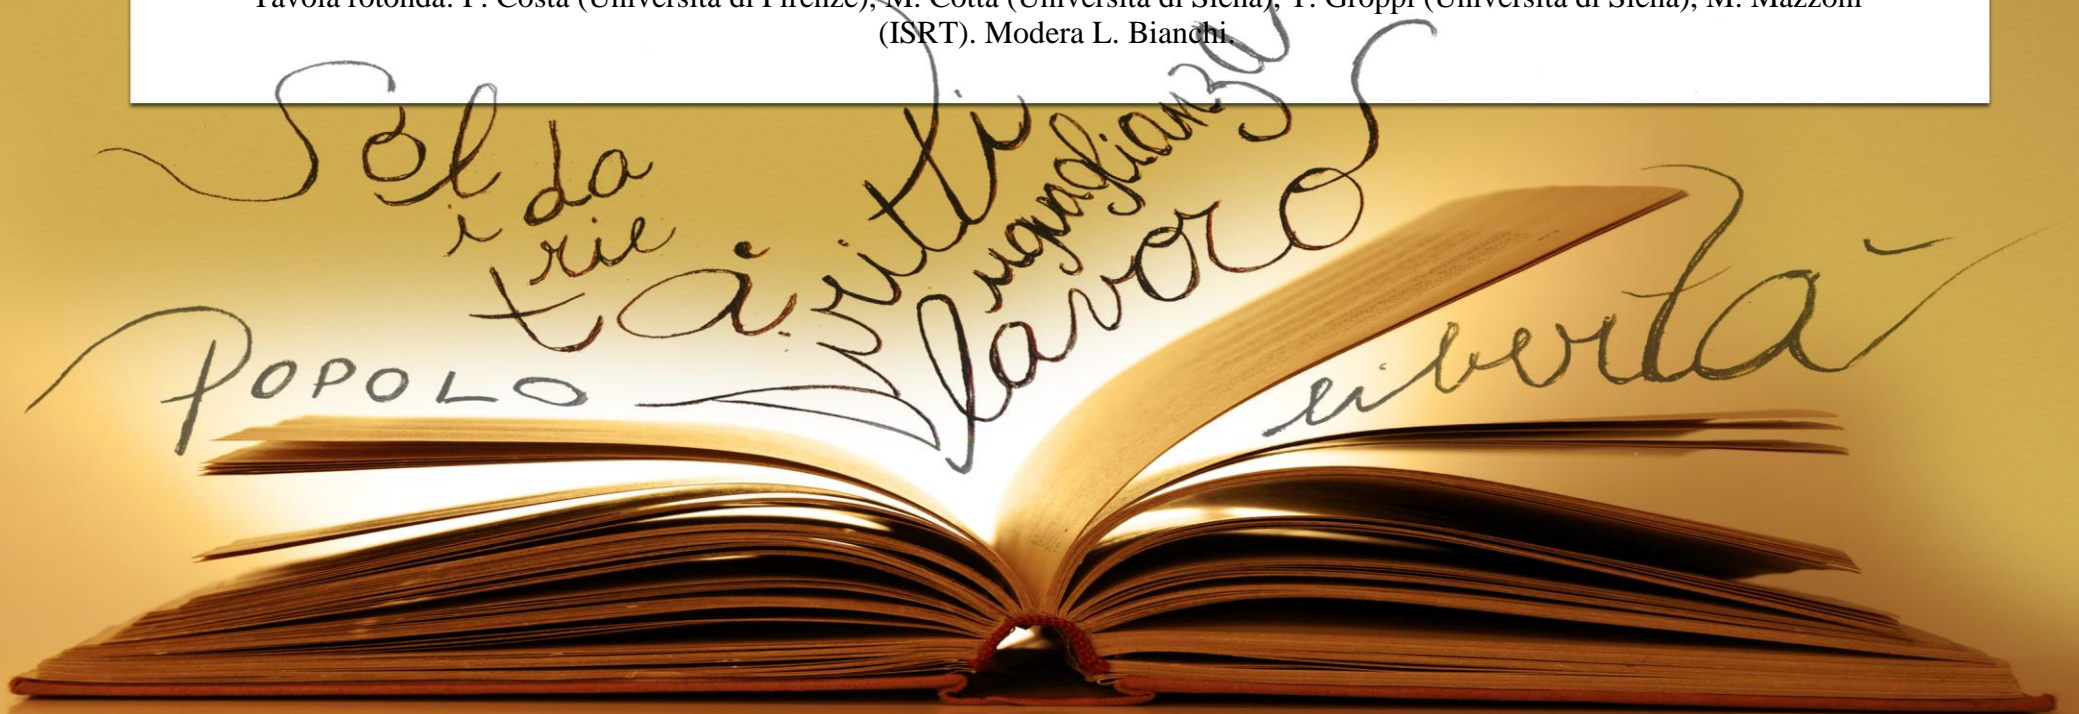 Tavola rotonda: P. Costa (Università di Firenze), M. Cotta (Università di Siena), T. Groppi (Università di Siena), M. Mazzoni
(ISRT). Modera L. Bianchi.
Sol
i da
rie
tà
diritti
uguaglianza
lavoro
POPOLO
libertà